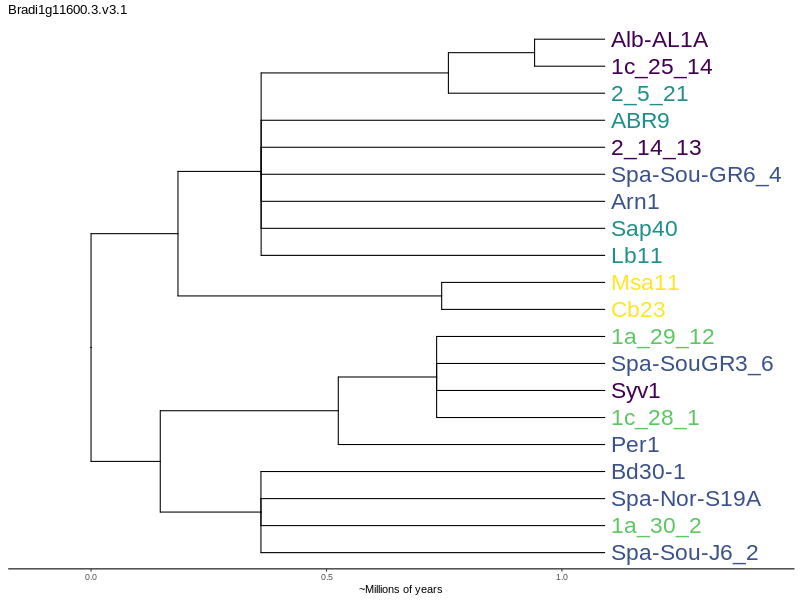 Bradi1g11600.3.v3.1
Alb-AL1A
1c_25_14
2_5_21
ABR9
2_14_13
Spa-Sou-GR6_4
Arn1
Sap40
Lb11
Msa11
Cb23
1a_29_12
Spa-SouGR3_6
Syv1
1c_28_1
Per1
Bd30-1
Spa-Nor-S19A
1a_30_2
Spa-Sou-J6_2
0.0 0.5 1.0
~Millions of years